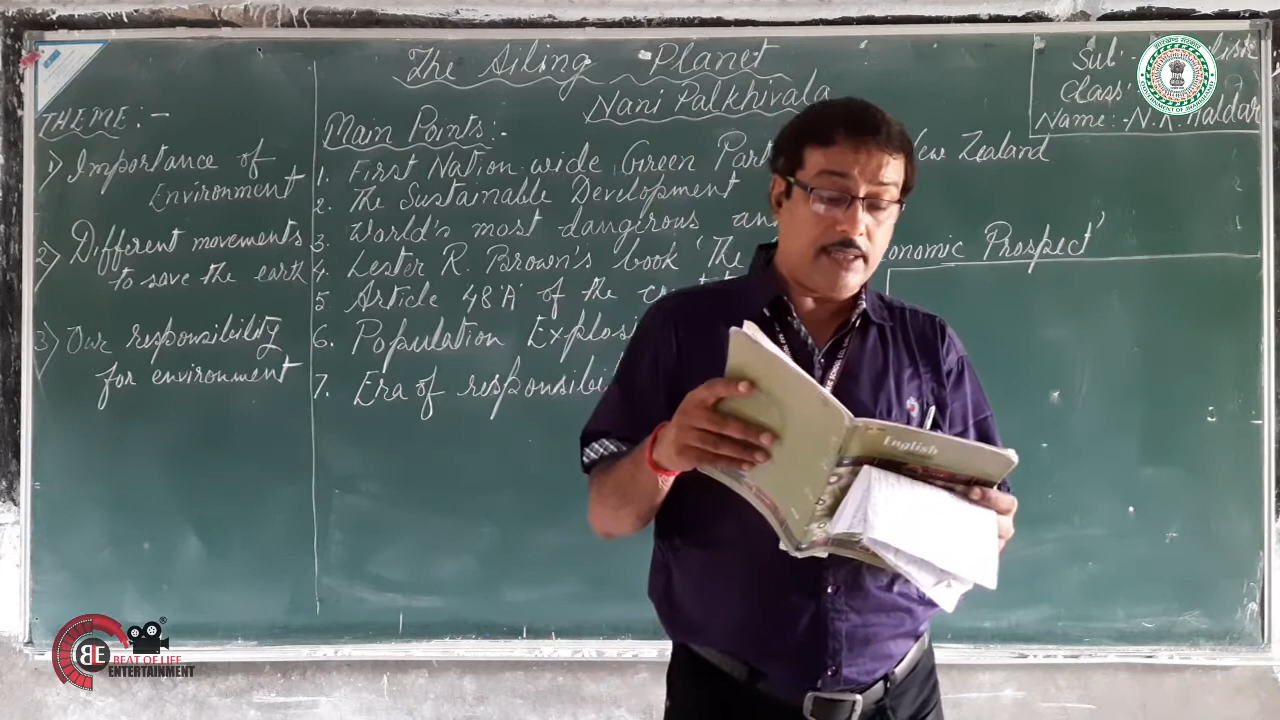 The Ailing Planet
Nani Palkhivala
Sub:-
Class
Name:-N.K. Haldar
THEME:-
1) Importance of
Environment
2) Different movements
to save the earth
3) Our responsibility
for environment
Main Points:-
1. First Nation-wide Green Part New Zealand
2. The Sustainable Development
3. World's most dangerous
4. Lester R. Brown's book 'The onomic Prospect'
5 Article 48'A' of the
6. Population Explosi
7. Era of responsibi
English
BEAT OF LIFE
ENTERTAINMENT